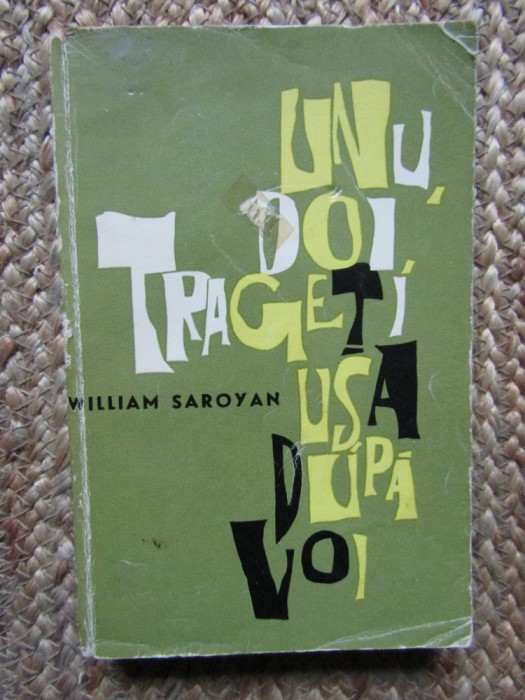 UNU,
DOI,
TRAGEȚI
WILLIAM SAROYAN
UȘA
DUPĂ
VOI